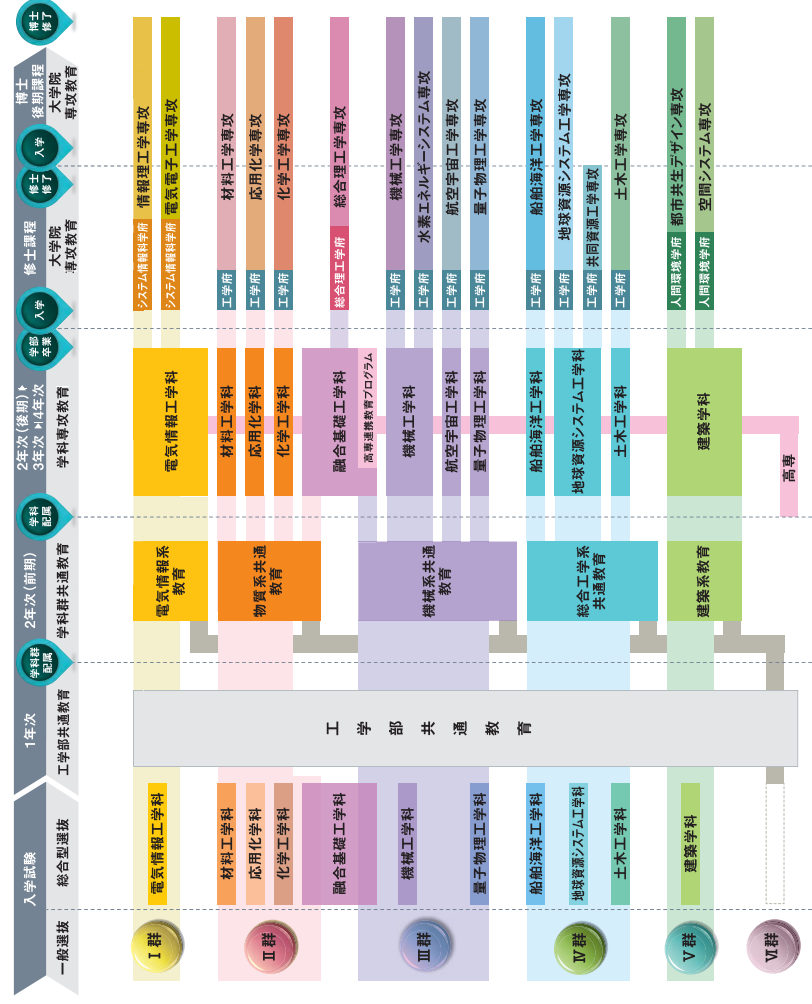 入学試験
1年次
2年次(前期)
2年次(後期)▶
3年次▶|4年次
修士課程
博士
後期課程
一般選抜
総合型選抜
工学部共通教育
学科群共通教育
学科専攻教育
大学院
専攻教育
大学院
専攻教育
学科群
配属
学科
配属
学部
卒業
入学
修士
修了
入学
博士
修了
Ⅰ群
電気情報工学科
電気情報系
教育
電気情報工学科
システム情報科学府
情報理工学専攻
システム情報科学府
電気電子工学専攻
Ⅱ群
材料工学科
応用化学科
化学工学科
融合基礎工学科
物質系共通
教育
材料工学科
応用化学科
化学工学科
融合基礎工学科
高専連携教育プログラム
工学府
材料工学専攻
工学府
応用化学専攻
工学府
化学工学専攻
総合理工学府
総合理工学専攻
工学部共通教育
Ⅲ群
機械工学科
量子物理工学科
機械系共通
教育
機械工学科
航空宇宙工学科
量子物理工学科
工学府
機械工学専攻
工学府
水素エネルギーシステム専攻
工学府
航空宇宙工学専攻
工学府
量子物理工学専攻
Ⅳ群
船舶海洋工学科
地球資源システム工学科
土木工学科
総合工学系
共通教育
船舶海洋工学科
地球資源システム工学科
土木工学科
工学府
船舶海洋工学専攻
工学府
地球資源システム工学専攻
工学府
共同資源工学専攻
工学府
土木工学専攻
Ⅴ群
建築学科
建築系教育
建築学科
人間環境学府
都市共生デザイン専攻
人間環境学府
空間システム専攻
Ⅵ群
高専